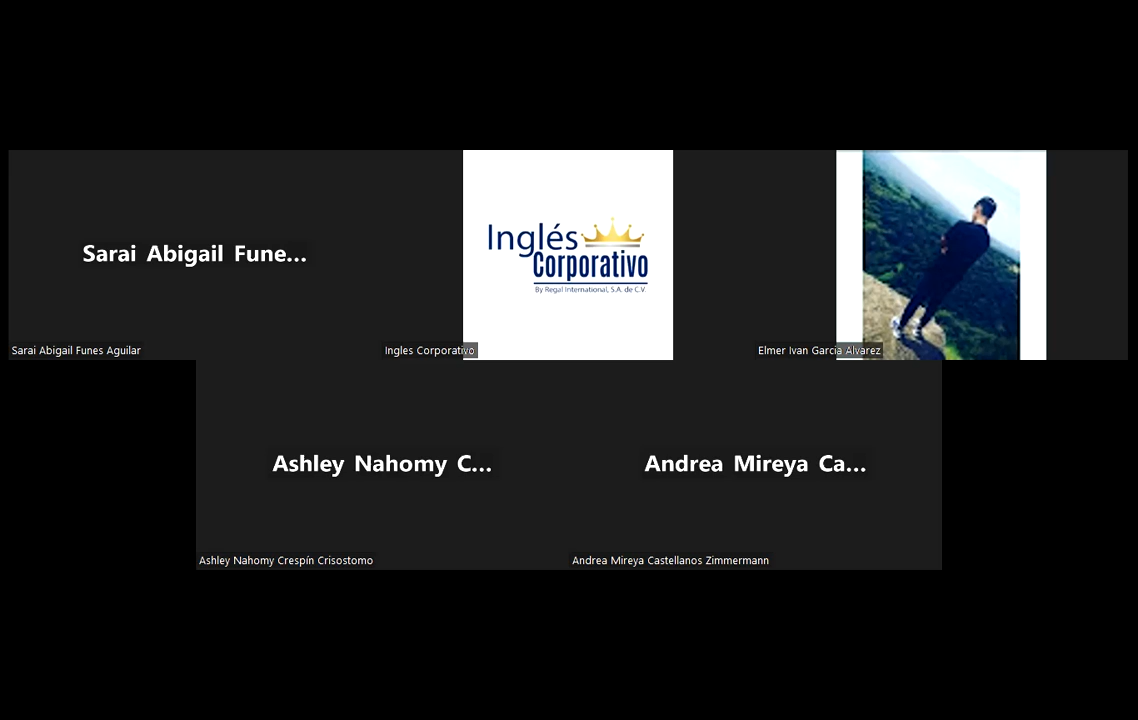 Sarai Abigail Fune...
Sarai Abigail Funes Aguilar
Inglés
Corporativo
By Regal International, S.A. de C.V.
Ingles Corporativo
Elmer Ivan Garcia Alvarez
Ashley Nahomy C...
Ashley Nahomy Crespín Crisostomo
Andrea Mireya Ca...
Andrea Mireya Castellanos Zimmermann